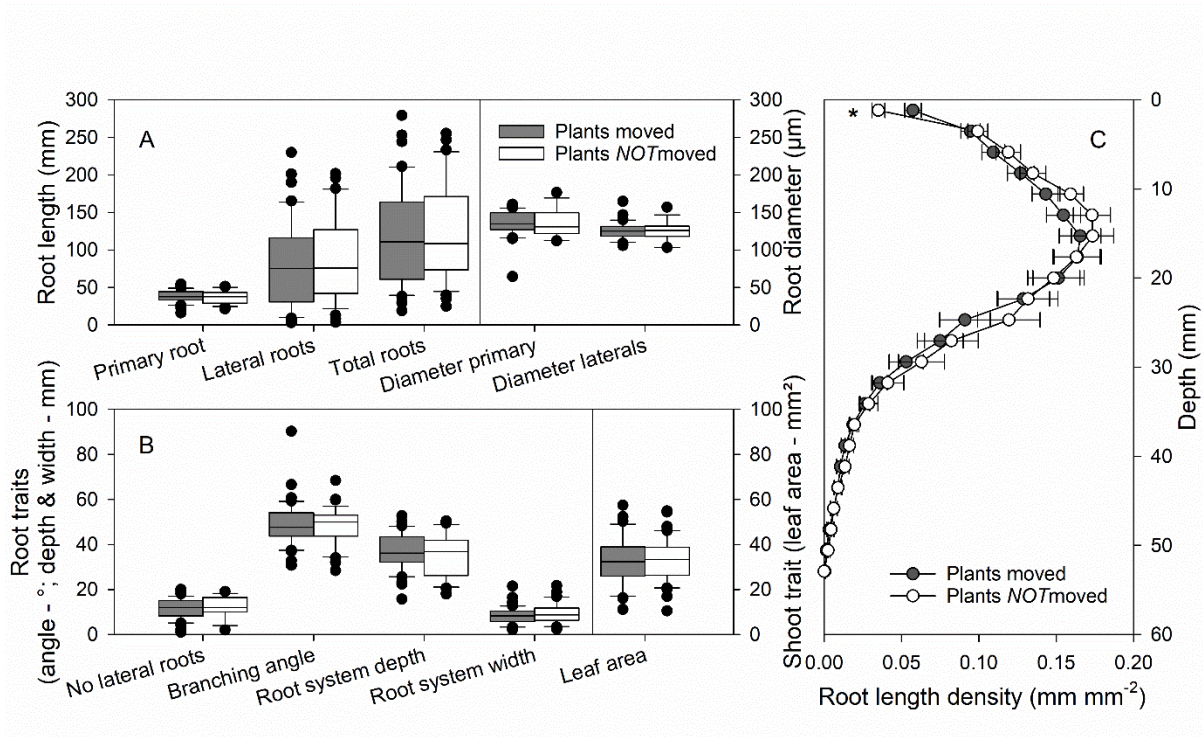 A
Plants moved
Plants NOTmoved
Root length (mm)
300
250
200
150
100
50
0
Root diameter (µm)
300
250
200
150
100
50
0
Primary root
Lateral roots
Total roots
Diameter primary
Diameter laterals
B
Root traits
(angle - °; depth & width - mm)
100
80
60
40
20
0
Shoot trait (leaf area - mm²)
100
80
60
40
20
0
No lateral roots
Branching angle
Root system depth
Root system width
Leaf area
*
C
Plants moved
Plants NOTmoved
Depth (mm)
0
10
20
30
40
50
60
0.00
0.05
0.10
0.15
0.20
Root length density (mm mm⁻²)